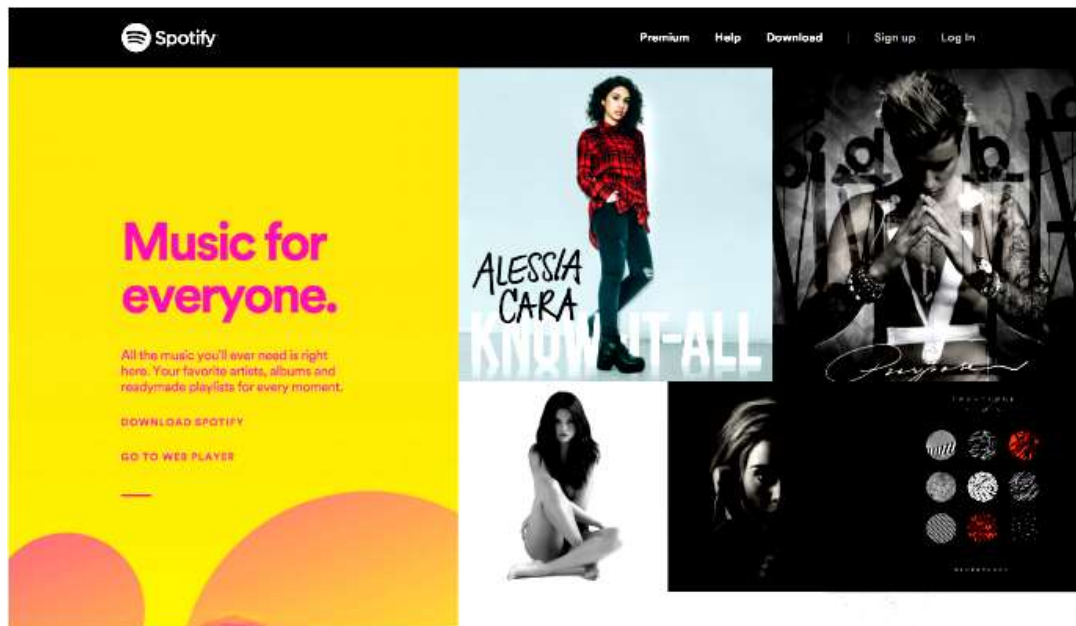 Spotify
Premium Help Download | Sign up Log In
Music for
everyone.
All the music you'll ever need is right
here. Your favorite artists, albums and
readymade playlists for every moment.
DOWNLOAD SPOTIFY
GO TO WEB PLAYER
ALESSIA
CARA
KNOW-IT-ALL
Purpose